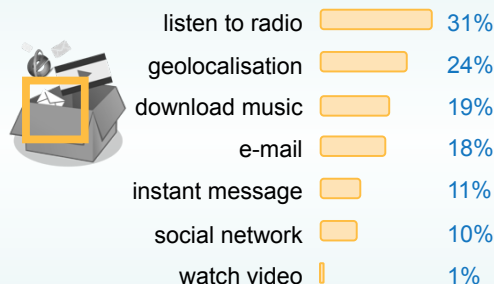 listen to radio 31%
geolocalisation 24%
download music 19%
e-mail 18%
instant message 11%
social network 10%
watch video 1%